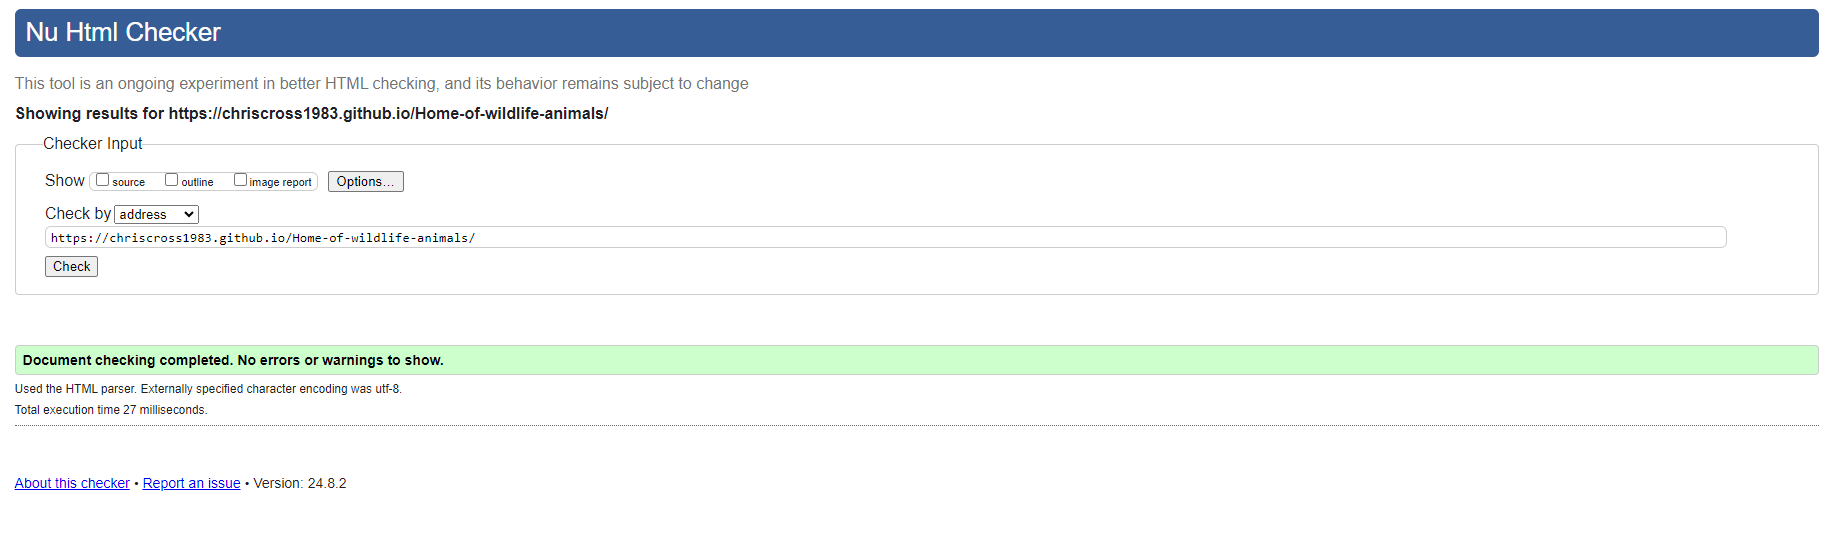 Nu Html Checker
This tool is an ongoing experiment in better HTML checking, and its behavior remains subject to change
Showing results for https://chriscross1983.github.io/Home-of-wildlife-animals/
Checker Input
Show source outline image report Options...
Check by address
https://chriscross1983.github.io/Home-of-wildlife-animals/
Check
Document checking completed. No errors or warnings to show.
Used the HTML parser. Externally specified character encoding was utf-8.
Total execution time 27 milliseconds.
About this checker • Report an issue • Version: 24.8.2